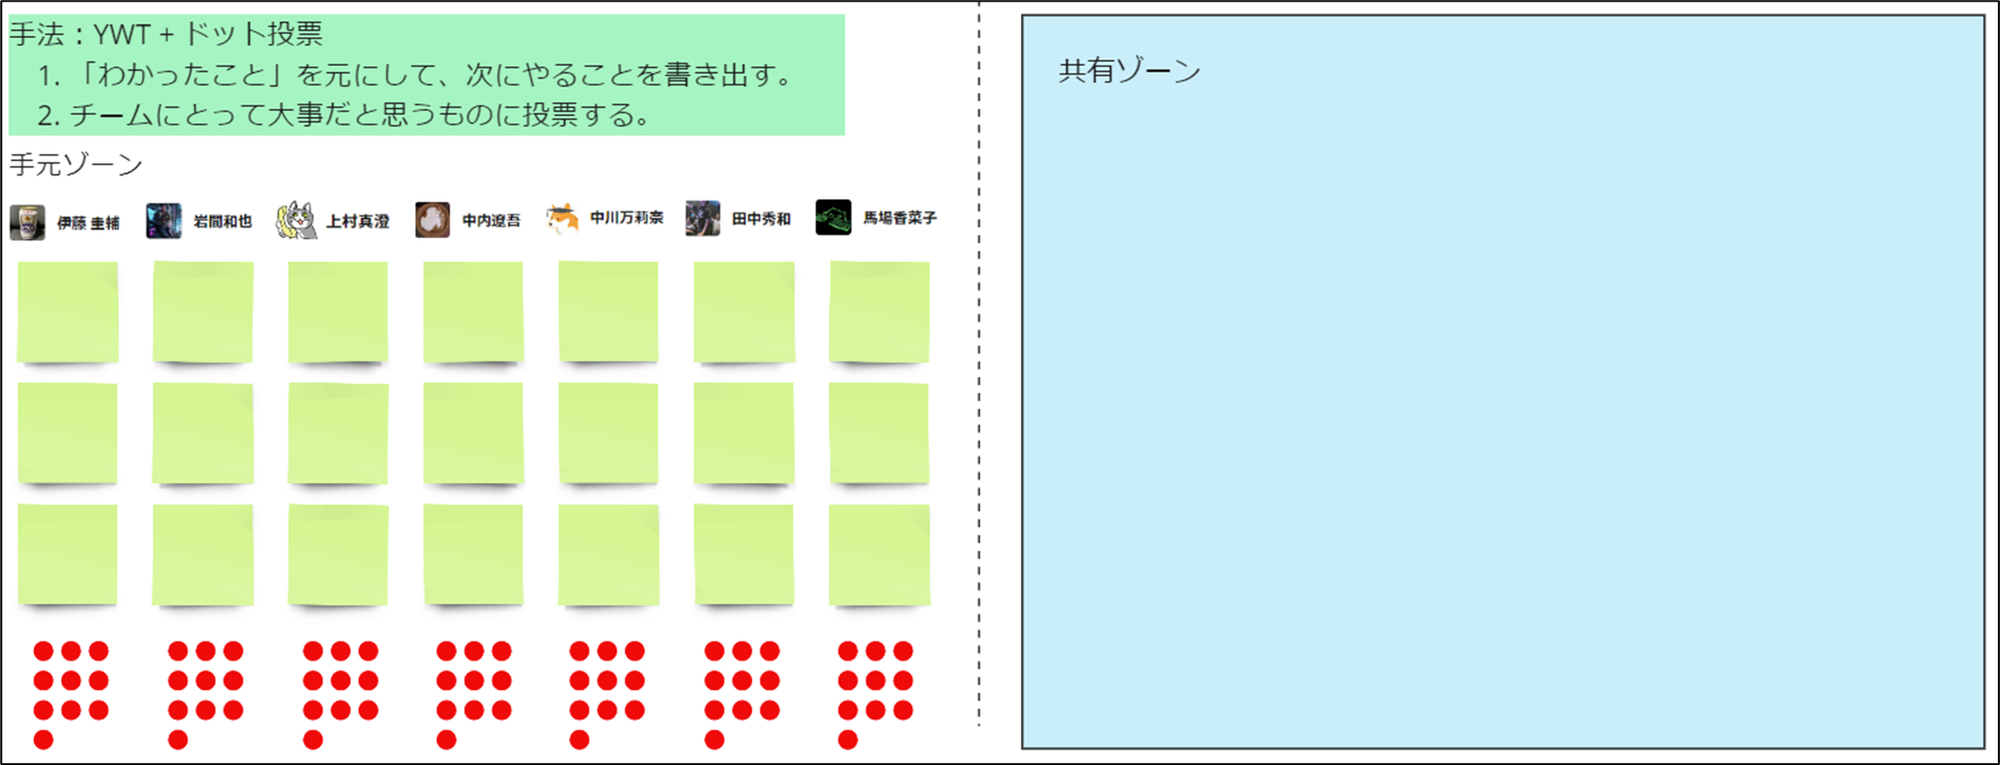 手法：YWT + ドット投票
1. 「わかったこと」を元にして、次にやることを書き出す。
2. チームにとって大事だと思うものに投票する。
手元ゾーン
伊藤 圭輔
岩間和也
上村真澄
中内遼吾
中川万莉奈
田中秀和
馬場香菜子
共有ゾーン